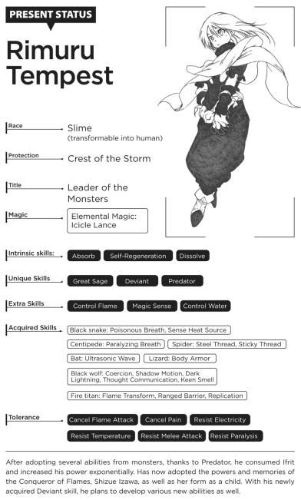 PRESENT STATUS
Rimuru
Tempest
Race
Slime
(transformable into human)
Protection
Crest of the Storm
Title
Leader of the
Monsters
Magic
Elemental Magic:
Icicle Lance
Intrinsic skills:
Absorb
Self-Regeneration
Dissolve
Unique Skills
Great Sage
Deviant
Predator
Extra Skills
Control Flame
Magic Sense
Control Water
Acquired Skills
Black snake: Poisonous Breath, Sense Heat Source
Centipede: Paralyzing Breath
Spider: Steel Thread, Sticky Thread
Bat: Ultrasonic Wave
Lizard: Body Armor
Black wolf: Coercion, Shadow Motion, Dark
Lightning, Thought Communication, Keen Smell
Fire titan: Flame Transform, Ranged Barrier, Replication
Tolerance
Cancel Flame Attack
Cancel Pain
Resist Electricity
Resist Temperature
Resist Melee Attack
Resist Paralysis
After adopting several abilities from monsters, thanks to Predator, he consumed Ifrit
and increased his power exponentially. Has now adopted the powers and memories of
the Conqueror of Flames, Shizue Izawa, as well as her form as a child. With his newly
acquired Deviant skill, he plans to develop various new abilities as well.